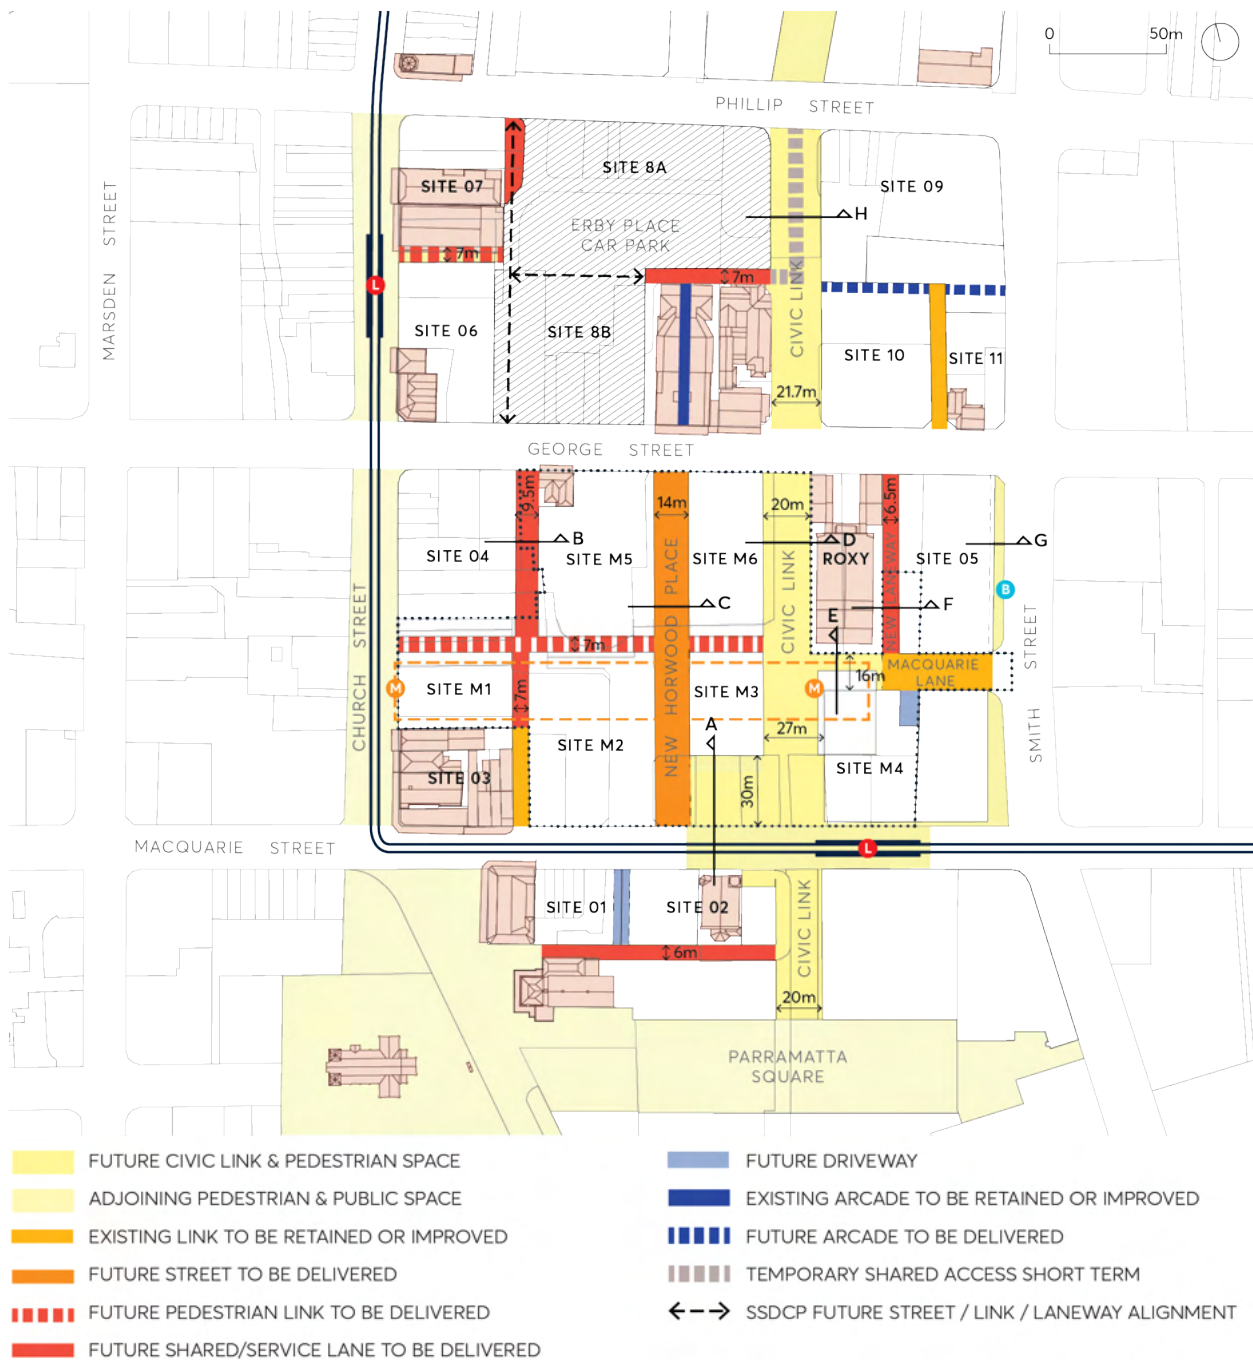 0 50m
PHILLIP STREET
SITE 8A
SITE 07
SITE 09
MARSDEN STREET
ERBY PLACE
CAR PARK
H
7m
7m
L
CIVIC LINK
SITE 06
SITE 8B
SITE 10
SITE 11
21.7m
GEORGE STREET
9.5m
14m
20m
6.5m
SITE 04
B
SITE M5
SITE M6
D
ROXY
SITE 05
G
B
C
F
E
CIVIC LINK
NEW LANEWAY
NEW HORWOOD PLACE
CHURCH STREET
SMITH STREET
7m
MACQUARIE
LANE
16m
M
SITE M1
7m
SITE M3
M
A
27m
SITE M2
SITE M4
SITE 03
30m
MACQUARIE STREET
L
SITE 01
SITE 02
CIVIC LINK
6m
20m
PARRAMATTA
SQUARE
FUTURE CIVIC LINK & PEDESTRIAN SPACE
ADJOINING PEDESTRIAN & PUBLIC SPACE
EXISTING LINK TO BE RETAINED OR IMPROVED
FUTURE STREET TO BE DELIVERED
FUTURE PEDESTRIAN LINK TO BE DELIVERED
FUTURE SHARED/SERVICE LANE TO BE DELIVERED
FUTURE DRIVEWAY
EXISTING ARCADE TO BE RETAINED OR IMPROVED
FUTURE ARCADE TO BE DELIVERED
TEMPORARY SHARED ACCESS SHORT TERM
SSDCP FUTURE STREET / LINK / LANEWAY ALIGNMENT